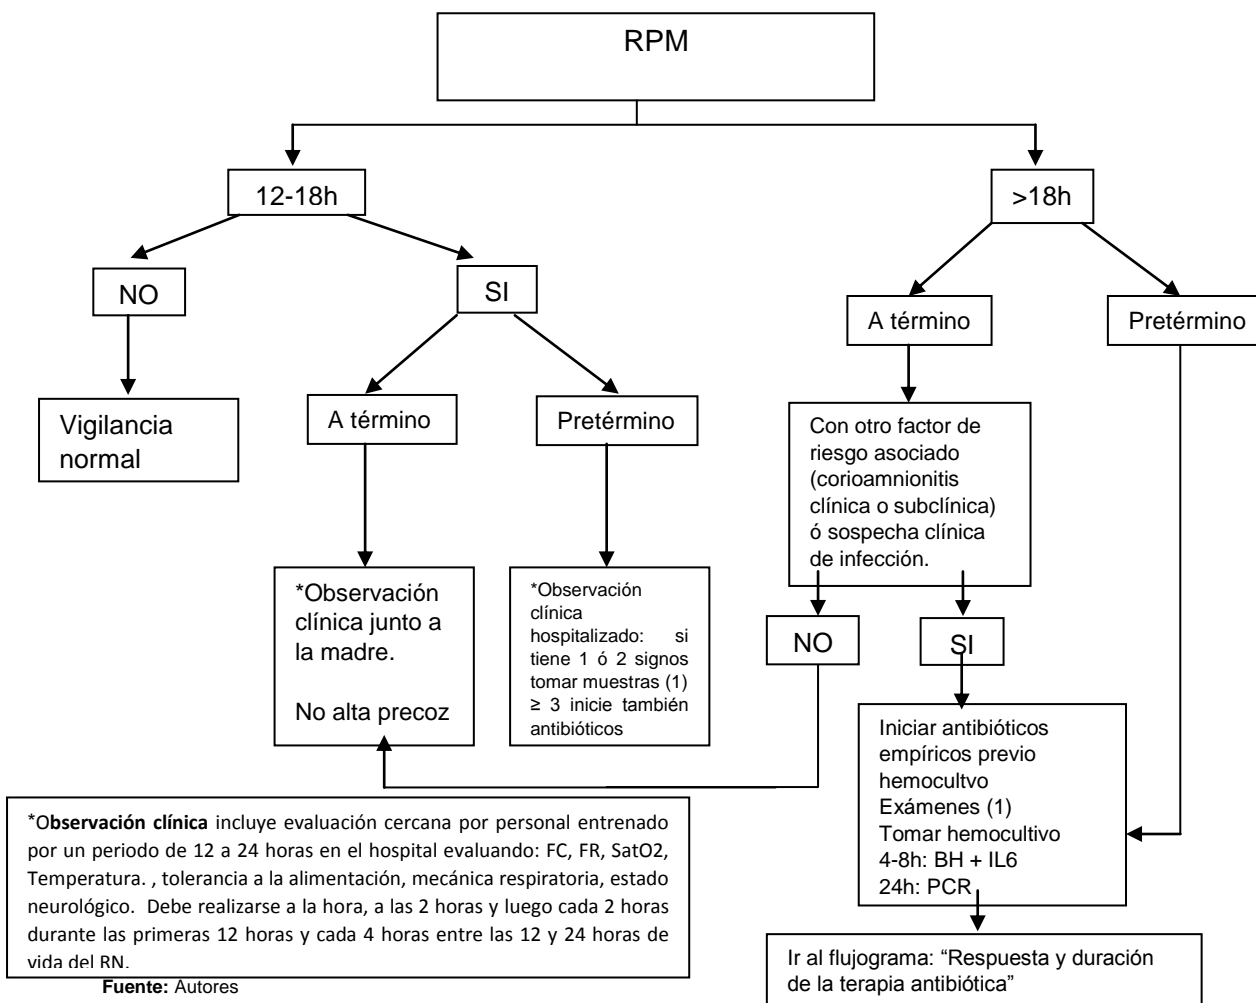 RPM
12-18h
>18h
NO
SI
A término
Pretérmino
Vigilancia
normal
A término
Pretérmino
Con otro factor de
riesgo asociado
(corioamnionitis
clínica o subclínica)
ó sospecha clínica
de infección.
*Observación
clínica junto a
la madre.
No alta precoz
*Observación
clínica
hospitalizado: si
tiene 1 ó 2 signos
tomar muestras (1)
≥ 3 inicie también
antibióticos
NO
SI
Iniciar antibióticos
empíricos previo
hemocultvo
Exámenes (1)
Tomar hemocultivo
4-8h: BH + IL6
24h: PCR
*Observación clínica incluye evaluación cercana por personal entrenado
por un periodo de 12 a 24 horas en el hospital evaluando: FC, FR, SatO2,
Temperatura. , tolerancia a la alimentación, mecánica respiratoria, estado
neurológico. Debe realizarse a la hora, a las 2 horas y luego cada 2 horas
durante las primeras 12 horas y cada 4 horas entre las 12 y 24 horas de
vida del RN.
Ir al flujograma: “Respuesta y duración
de la terapia antibiótica”
Fuente: Autores